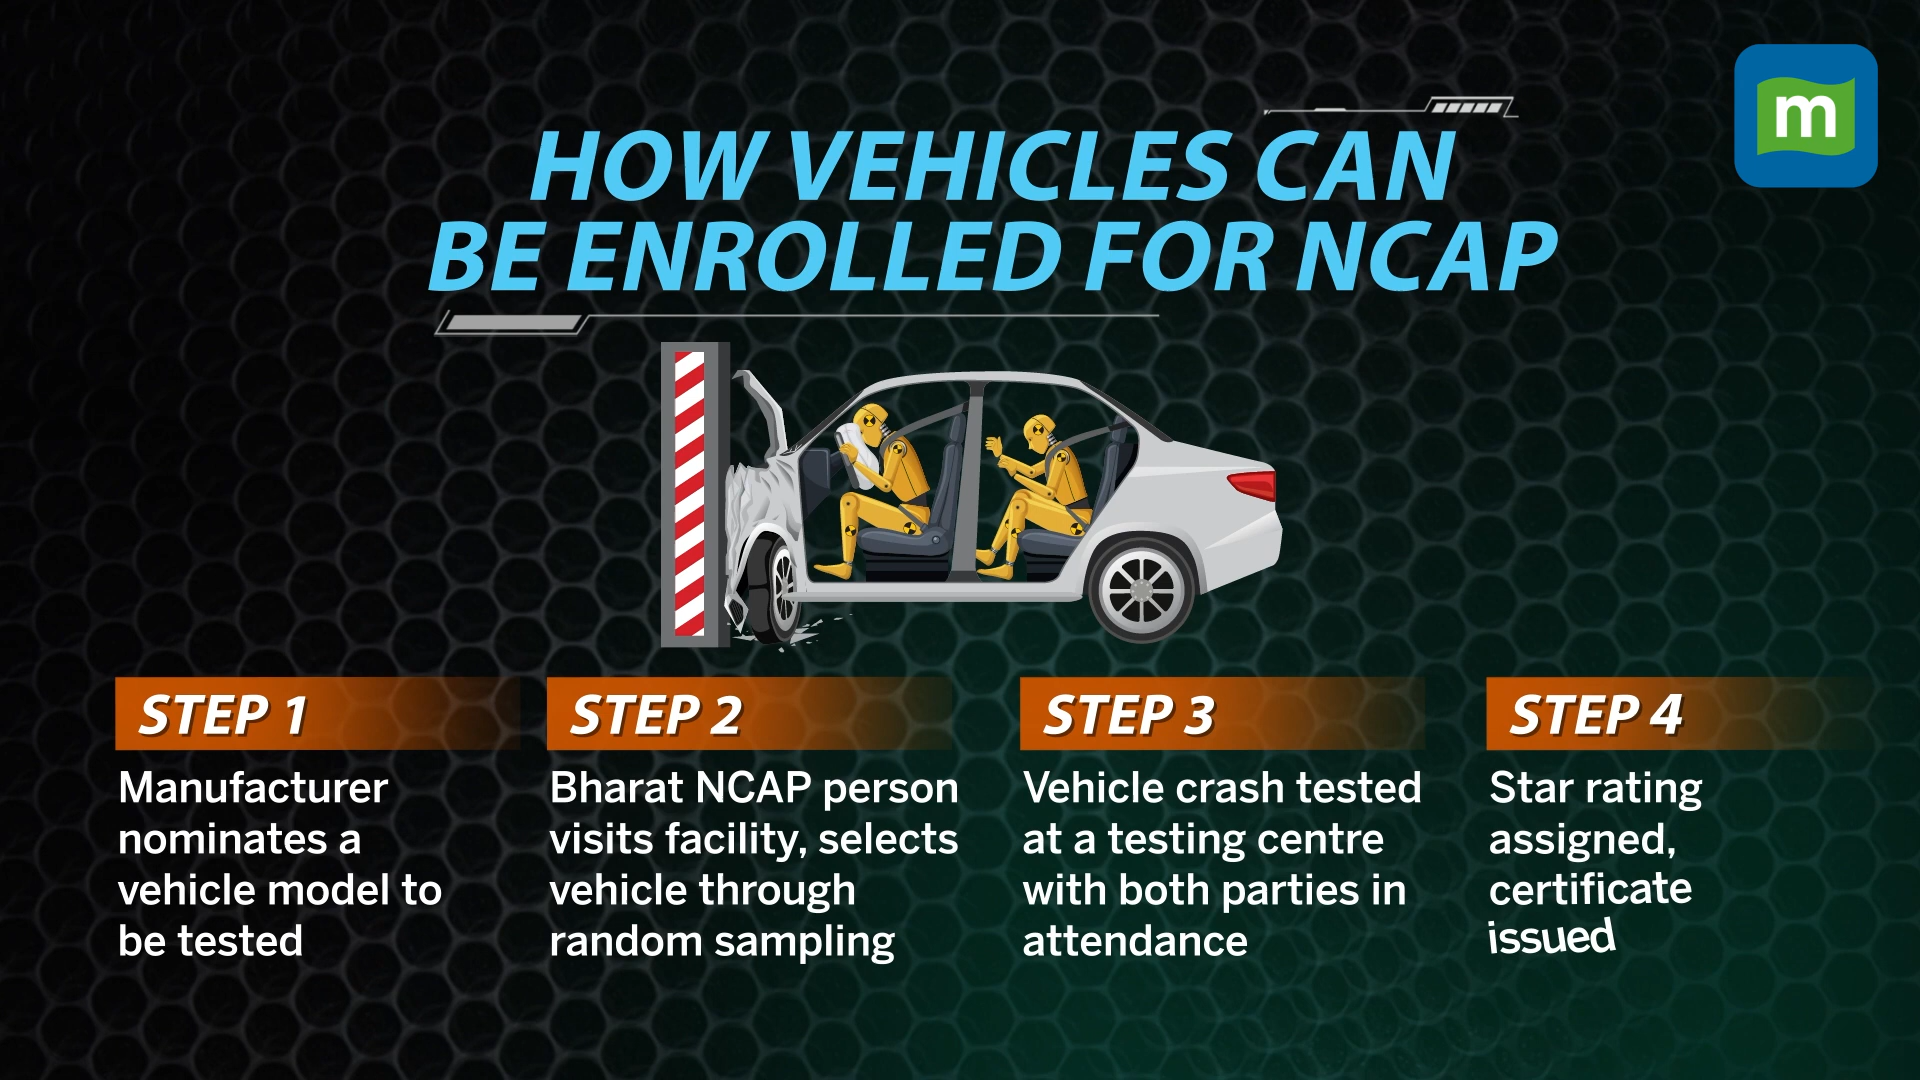 m
HOW VEHICLES CAN
BE ENROLLED FOR NCAP
STEP 1
Manufacturer
nominates a
vehicle model to
be tested
STEP 2
Bharat NCAP person
visits facility, selects
vehicle through
random sampling
STEP 3
Vehicle crash tested
at a testing centre
with both parties in
attendance
STEP 4
Star rating
assigned,
certificate
issued